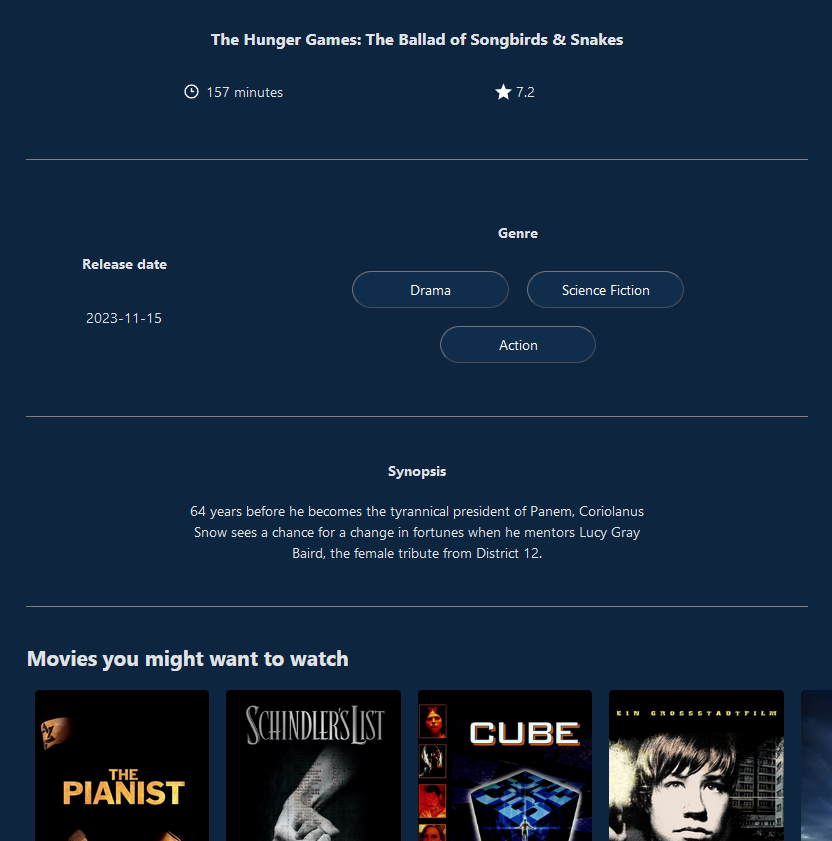 The Hunger Games: The Ballad of Songbirds & Snakes
157 minutes
7.2
Release date
2023-11-15
Genre
Drama
Science Fiction
Action
Synopsis
64 years before he becomes the tyrannical president of Panem, Coriolanus
Snow sees a chance for a change in fortunes when he mentors Lucy Gray
Baird, the female tribute from District 12.
Movies you might want to watch
THE
PIANIST
SCHINDLER'S LIST
CUBE
EIN GROSSSTADTFILM